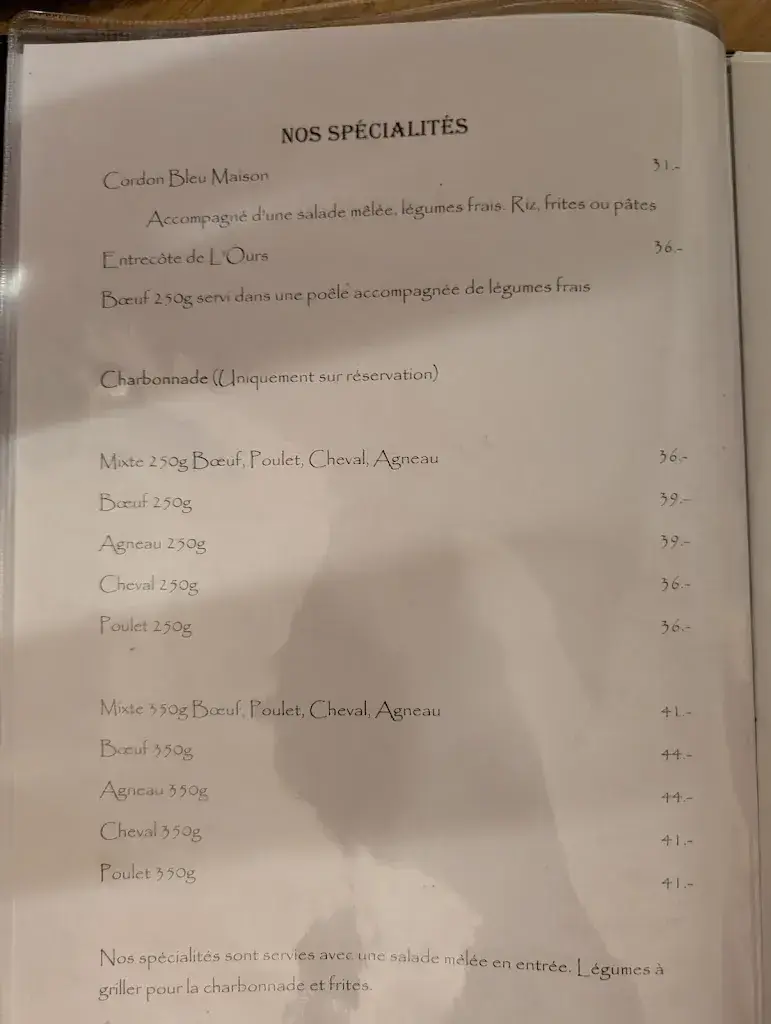 NOS SPÉCIALITÉS
Cordon Bleu Maison 31.-
Accompagné d'une salade mêlée, légumes frais. Riz, frites ou pâtes
Entrecôte de L'Ours 36.-
Bœuf 250g servi dans une poêle accompagnée de légumes frais
Charbonnade (Uniquement sur réservation)
Mixte 250g Bœuf, Poulet, Cheval, Agneau 36.-
Bœuf 250g 39.-
Agneau 250g 39.-
Cheval 250g 36.-
Poulet 250g 36.-
Mixte 350g Bœuf, Poulet, Cheval, Agneau 41.-
Bœuf 350g 44.-
Agneau 350g 44.-
Cheval 350g 41.-
Poulet 350g 41.-
Nos spécialités sont servies avec une salade mêlée en entrée. Légumes à
griller pour la charbonnade et frites.